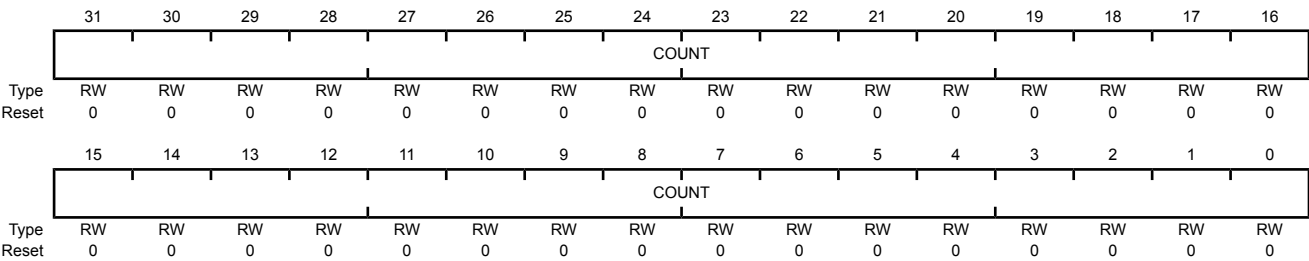 31 30 29 28 27 26 25 24 23 22 21 20 19 18 17 16
COUNT
Type RW RW RW RW RW RW RW RW RW RW RW RW RW RW RW RW
Reset 0 0 0 0 0 0 0 0 0 0 0 0 0 0 0 0
15 14 13 12 11 10 9 8 7 6 5 4 3 2 1 0
COUNT
Type RW RW RW RW RW RW RW RW RW RW RW RW RW RW RW RW
Reset 0 0 0 0 0 0 0 0 0 0 0 0 0 0 0 0